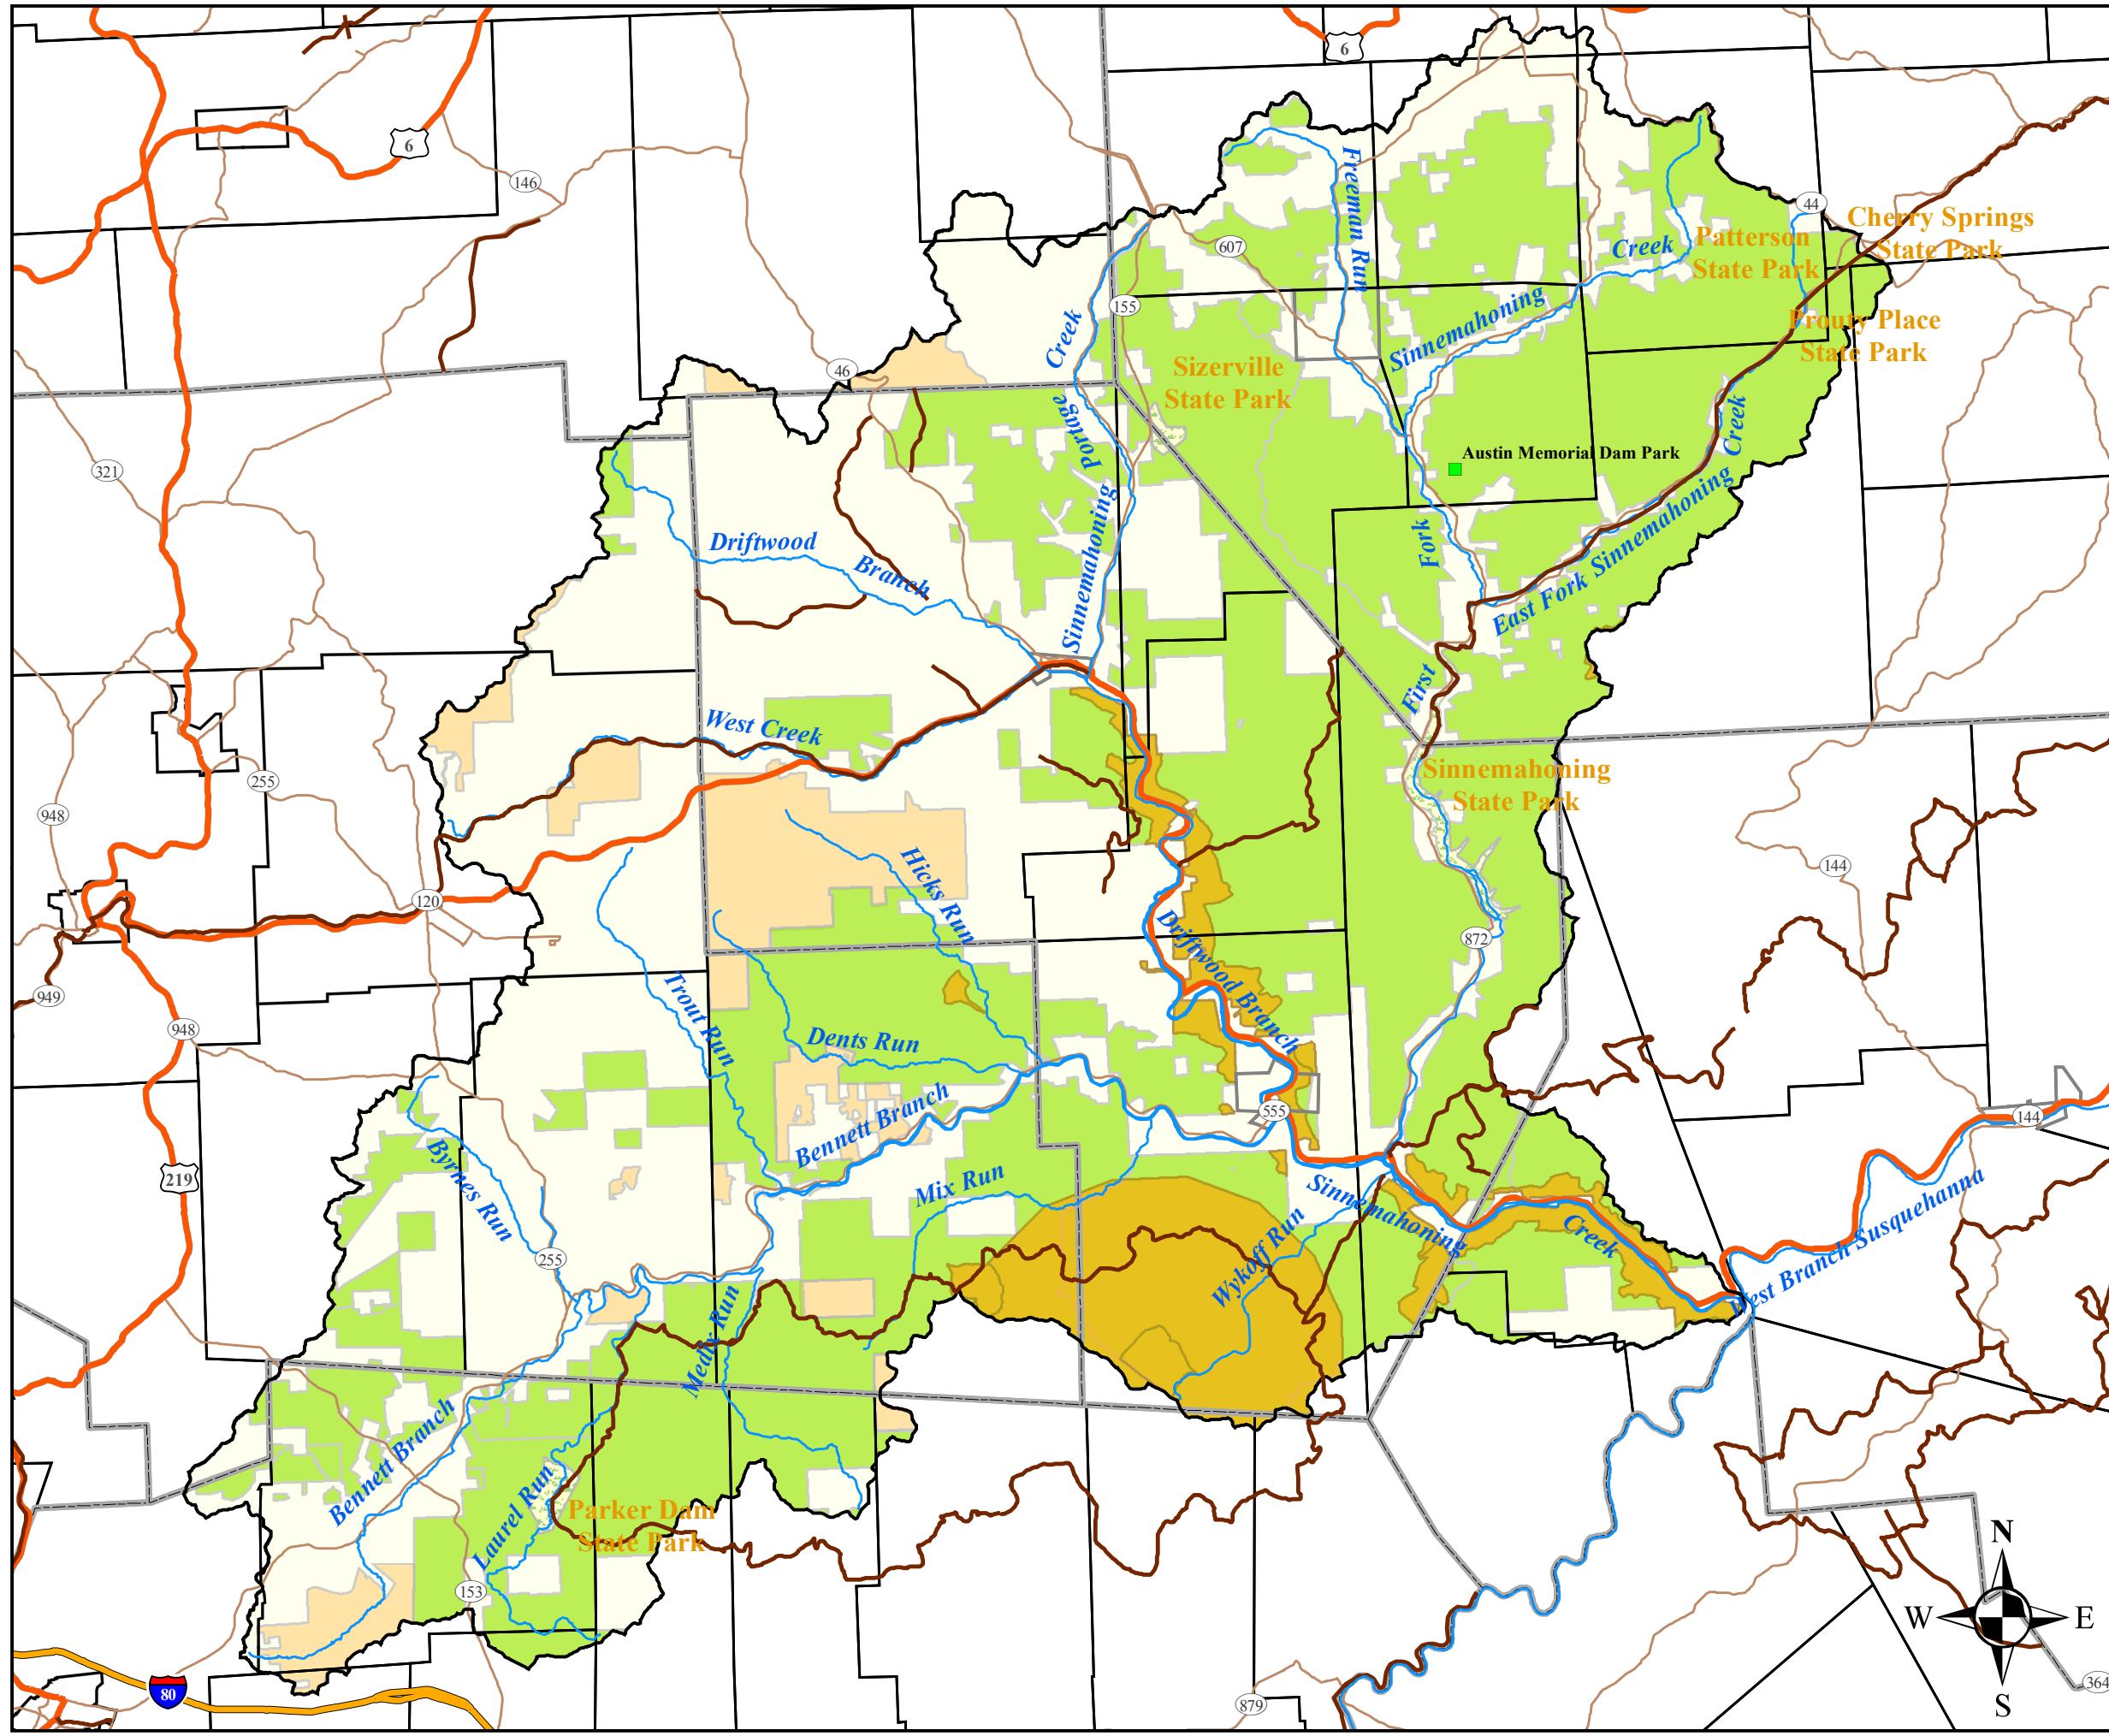 6
6
146
Freeman Run
44
Cherry Springs
State Park
607
Creek
Patterson
State Park
155
Sinnemahoning
Prouty Place
State Park
Creek
46
Sizerville
State Park
Portage
Creek
321
Austin Memorial Dam Park
Sinnemahoning
Driftwood
Branch
Fork
East Fork Sinnemahoning
First
West Creek
Sinnemahoning
State Park
255
948
144
Hicks Run
120
Driftwood Branch
872
949
Trout Run
948
Dents Run
Bennett Branch
555
144
Byrnes Run
219
Mix Run
Sinnemahoning
Creek
West Branch Susquehanna
Wykoff Run
255
Medix Run
Bennett Branch
Laurel Run
Parker Dam
State Park
153
N
W
E
S
80
879
364